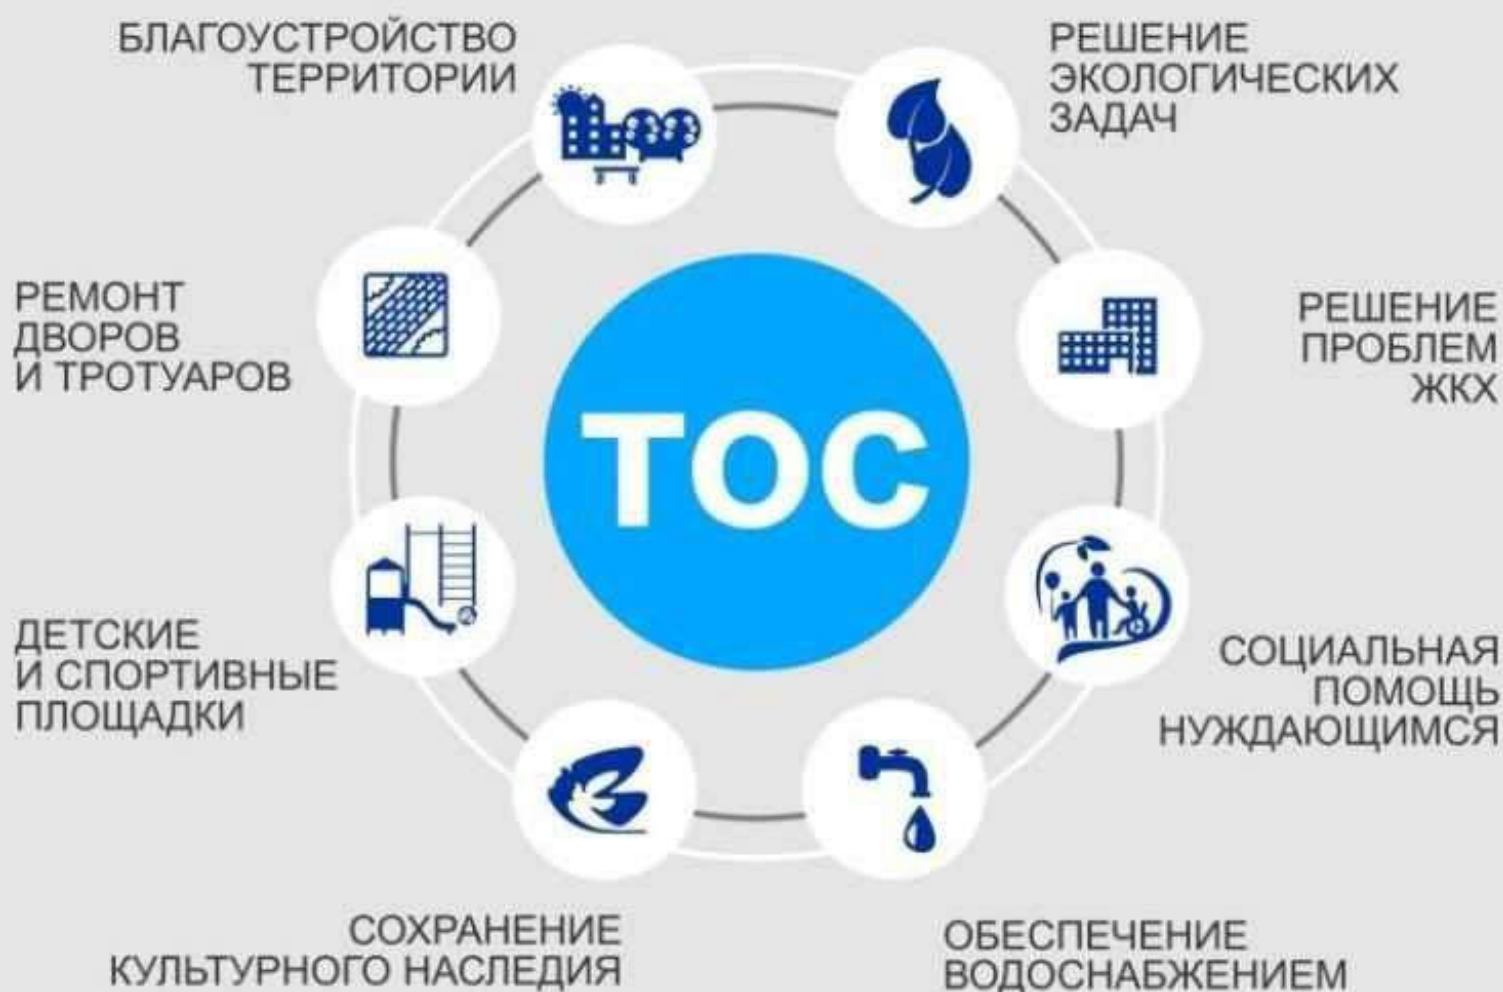 БЛАГОУСТРОЙСТВО
ТЕРРИТОРИИ
РЕШЕНИЕ
ЭКОЛОГИЧЕСКИХ
ЗАДАЧ
РЕМОНТ
ДВОРОВ
И ТРОТУАРОВ
РЕШЕНИЕ
ПРОБЛЕМ
ЖКХ
ТОС
ДЕТСКИЕ
И СПОРТИВНЫЕ
ПЛОЩАДКИ
СОЦИАЛЬНАЯ
ПОМОЩЬ
НУЖДАЮЩИМСЯ
СОХРАНЕНИЕ
КУЛЬТУРНОГО НАСЛЕДИЯ
ОБЕСПЕЧЕНИЕ
ВОДОСНАБЖЕНИЕМ